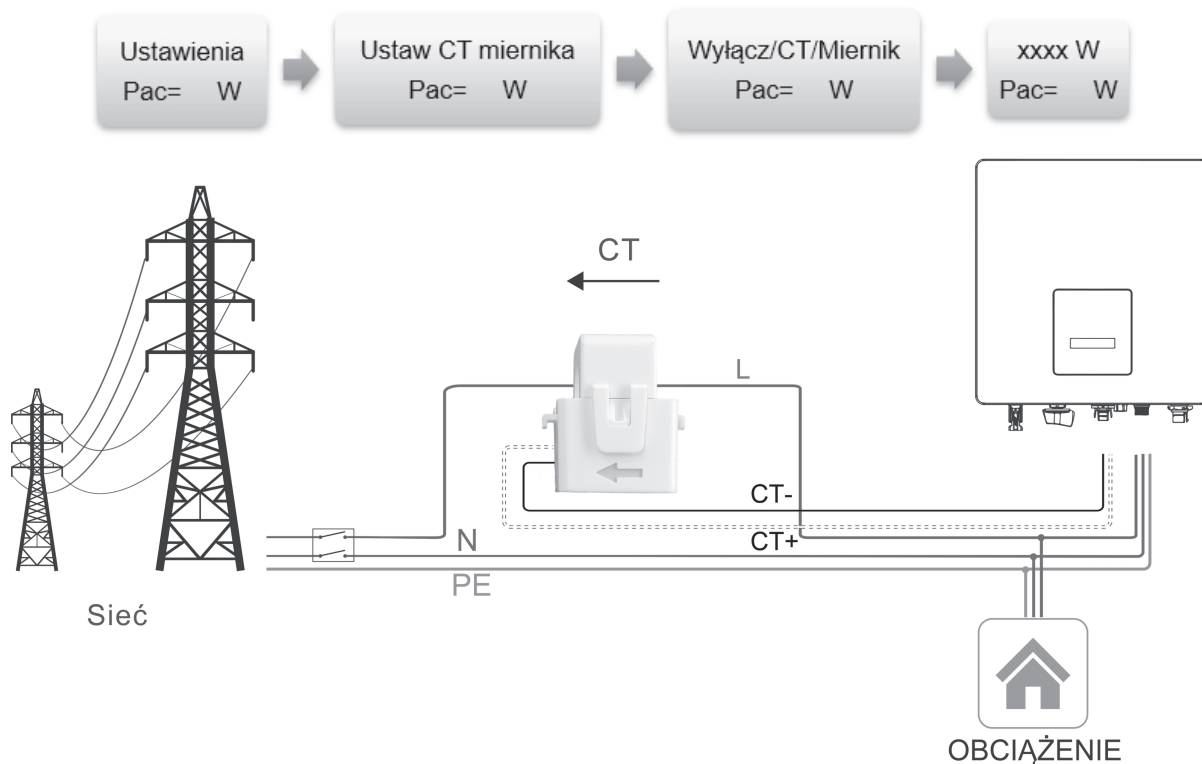 Ustawienia
Pac= W
Ustaw CT miernika
Pac= W
Wyłącz/CT/Miernik
Pac= W
xxxx W
Pac= W
CT
L
CT-
N
CT+
PE
Sieć
OBCIĄŻENIE